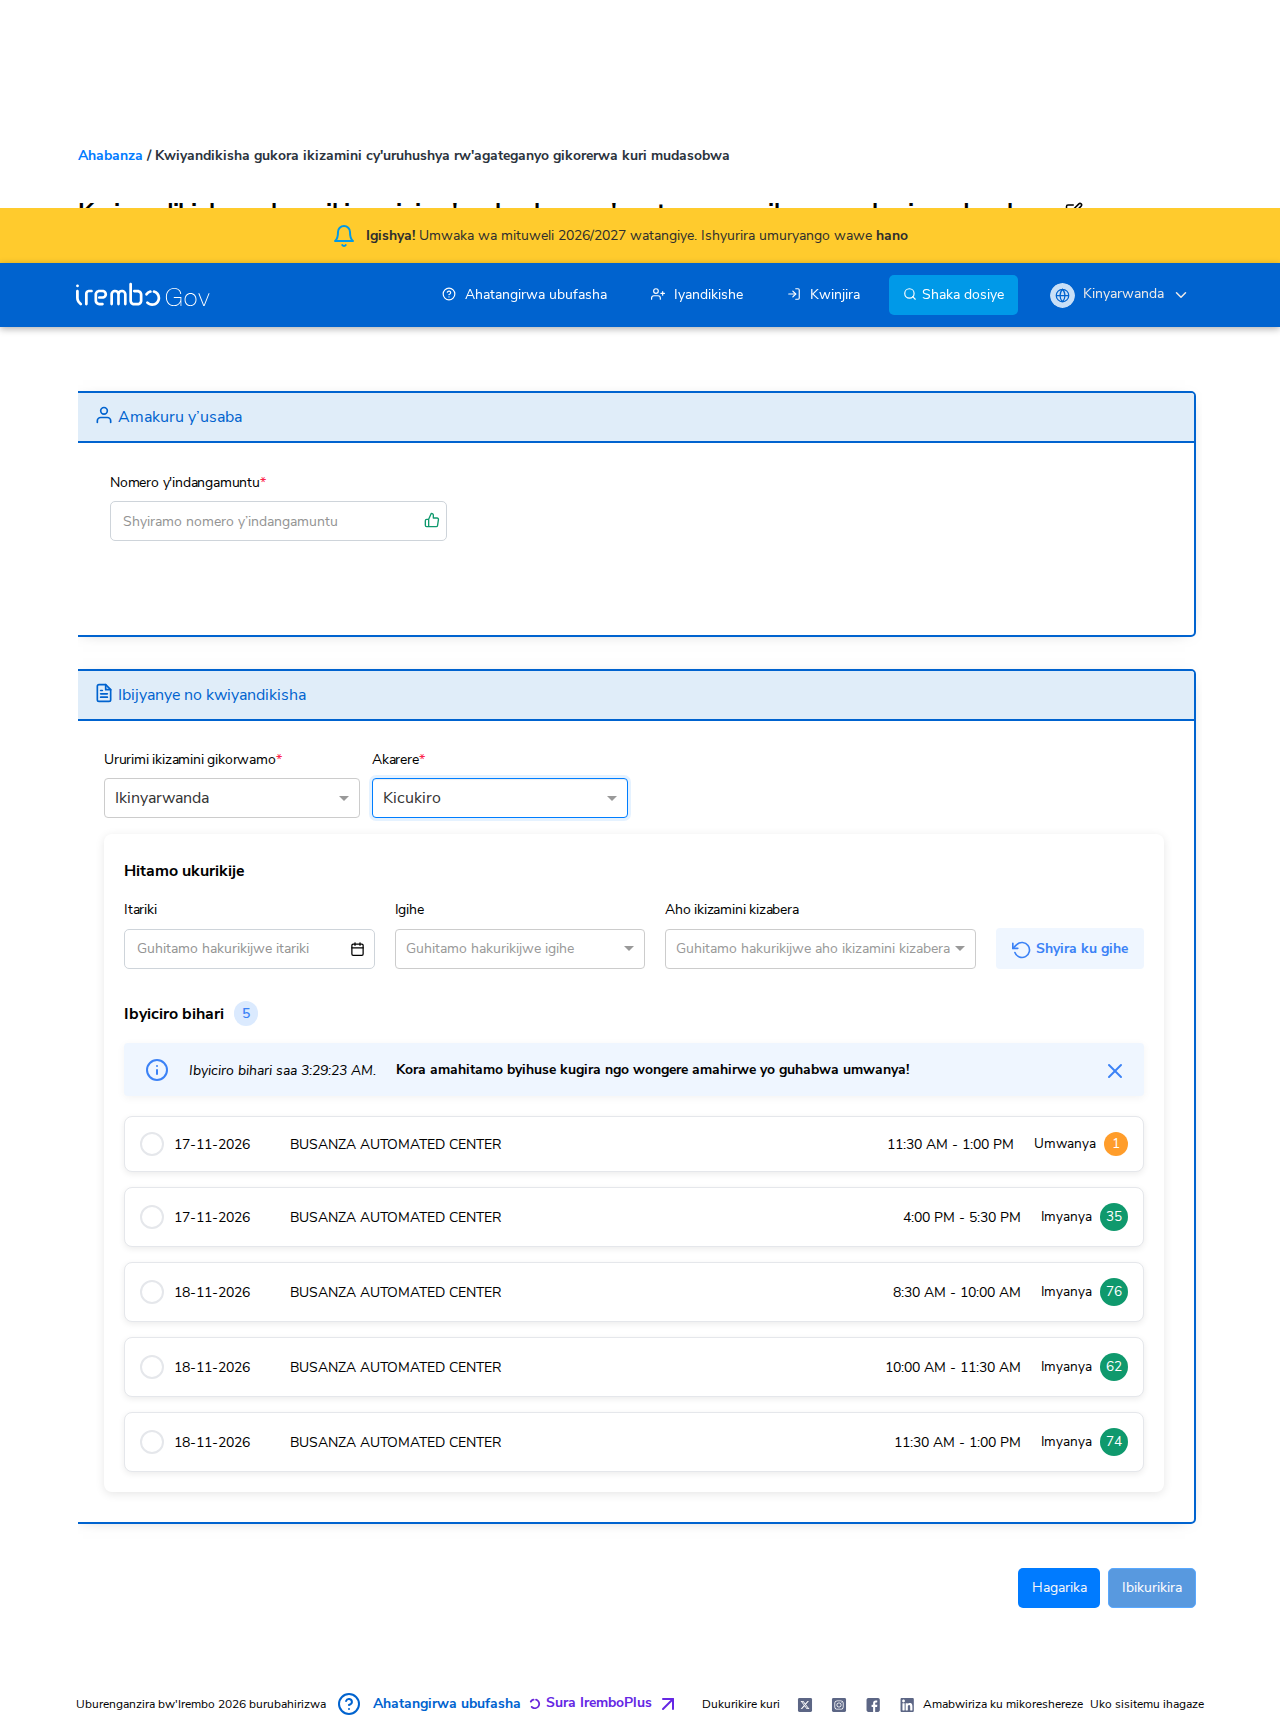 Ahabanza / Kwiyandikisha gukora ikizamini cy'uruhushya rw'agateganyo gikorerwa kuri mudasobwa
Igishya! Umwaka wa mituweli 2026/2027 watangiye. Ishyurira umuryango wawe hano
irembo Gov
Ahatangirwa ubufasha
Iyandikishe
Kwinjira
Shaka dosiye
Kinyarwanda
Amakuru y’usaba
Nomero y'indangamuntu*
Shyiramo nomero y’indangamuntu
Ibijyanye no kwiyandikisha
Ururimi ikizamini gikorwamo*
Akarere*
Ikinyarwanda
Kicukiro
Hitamo ukurikije
Itariki
Igihe
Aho ikizamini kizabera
Guhitamo hakurikijwe itariki
Guhitamo hakurikijwe igihe
Guhitamo hakurikijwe aho ikizamini kizabera
Shyira ku gihe
Ibyiciro bihari 5
Ibyiciro bihari saa 3:29:23 AM. Kora amahitamo byihuse kugira ngo wongere amahirwe yo guhabwa umwanya!
17-11-2026 BUSANZA AUTOMATED CENTER 11:30 AM - 1:00 PM Umwanya 1
17-11-2026 BUSANZA AUTOMATED CENTER 4:00 PM - 5:30 PM Imyanya 35
18-11-2026 BUSANZA AUTOMATED CENTER 8:30 AM - 10:00 AM Imyanya 76
18-11-2026 BUSANZA AUTOMATED CENTER 10:00 AM - 11:30 AM Imyanya 62
18-11-2026 BUSANZA AUTOMATED CENTER 11:30 AM - 1:00 PM Imyanya 74
Hagarika
Ibikurikira
Uburenganzira bw'Irembo 2026 burubahirizwa
Ahatangirwa ubufasha
Sura IremboPlus
Dukurikire kuri
Amabwiriza ku mikoreshereze
Uko sisitemu ihagaze